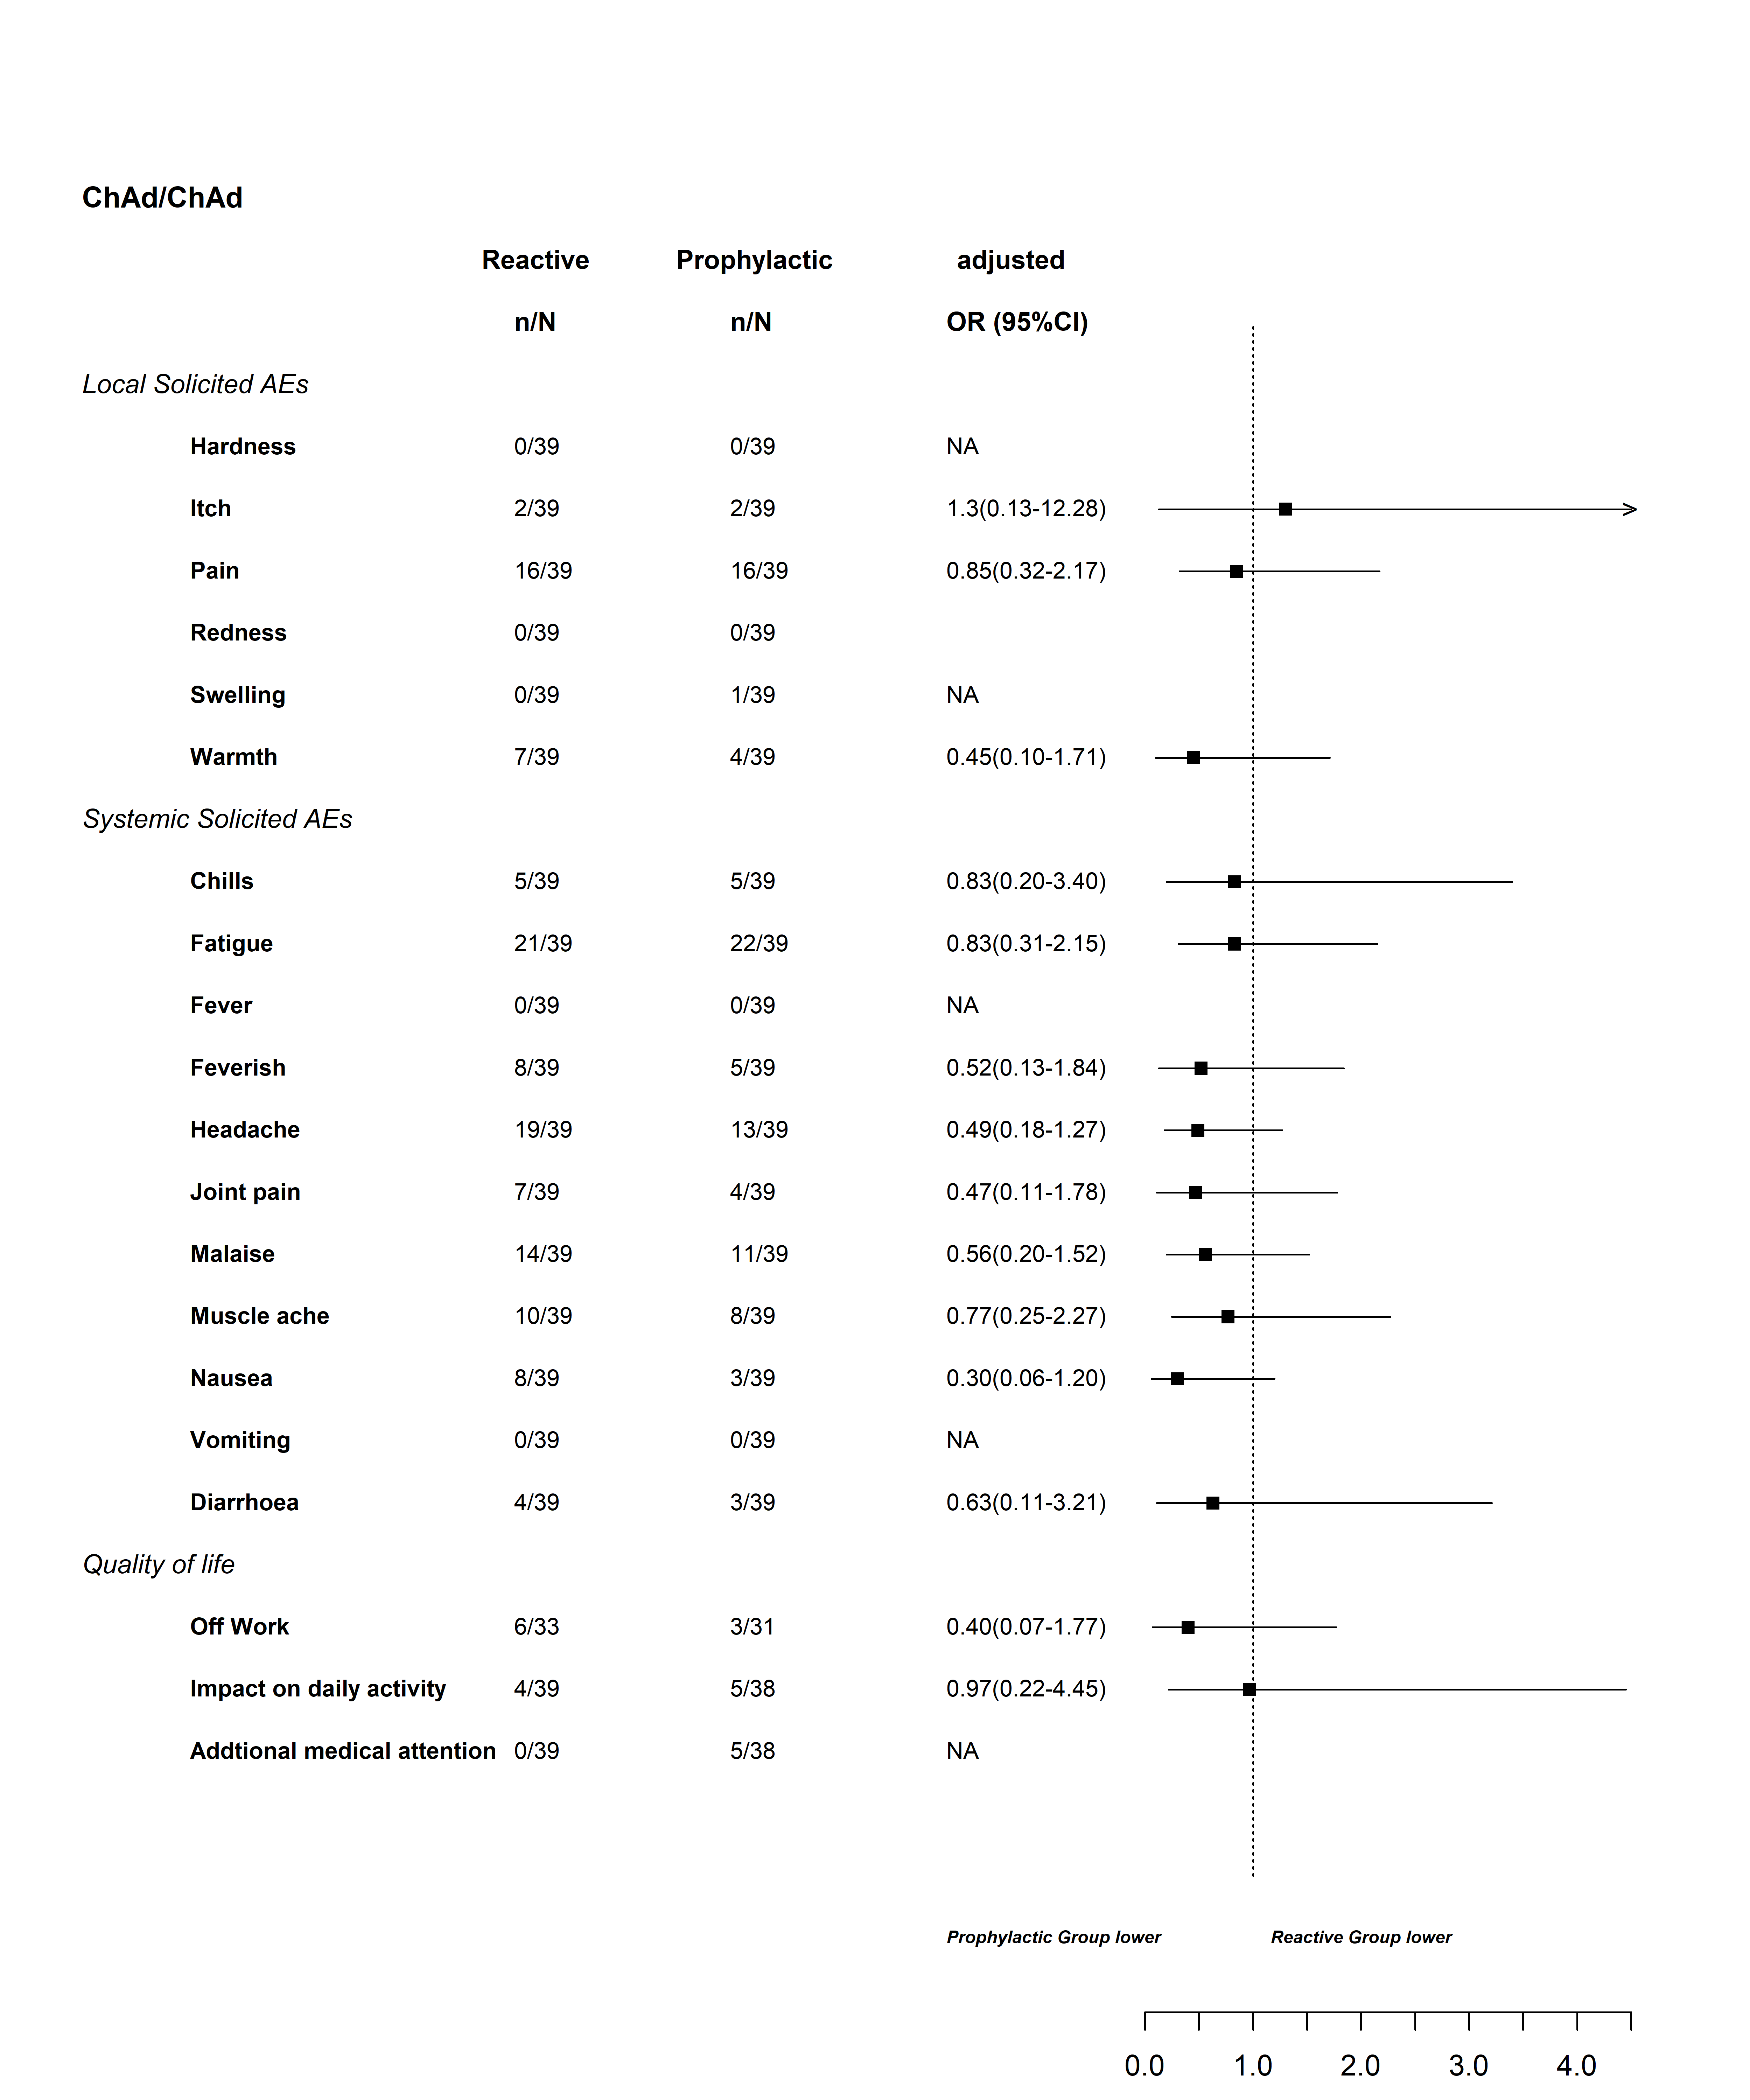 ChAd/ChAd
Reactive Prophylactic adjusted
n/N n/N OR (95%CI)
Local Solicited AEs
Hardness 0/39 0/39 NA
Itch 2/39 2/39 1.3(0.13-12.28)
Pain 16/39 16/39 0.85(0.32-2.17)
Redness 0/39 0/39
Swelling 0/39 1/39 NA
Warmth 7/39 4/39 0.45(0.10-1.71)
Systemic Solicited AEs
Chills 5/39 5/39 0.83(0.20-3.40)
Fatigue 21/39 22/39 0.83(0.31-2.15)
Fever 0/39 0/39 NA
Feverish 8/39 5/39 0.52(0.13-1.84)
Headache 19/39 13/39 0.49(0.18-1.27)
Joint pain 7/39 4/39 0.47(0.11-1.78)
Malaise 14/39 11/39 0.56(0.20-1.52)
Muscle ache 10/39 8/39 0.77(0.25-2.27)
Nausea 8/39 3/39 0.30(0.06-1.20)
Vomiting 0/39 0/39 NA
Diarrhoea 4/39 3/39 0.63(0.11-3.21)
Quality of life
Off Work 6/33 3/31 0.40(0.07-1.77)
Impact on daily activity 4/39 5/38 0.97(0.22-4.45)
Addtional medical attention 0/39 5/38 NA
Prophylactic Group lower Reactive Group lower
0.0 1.0 2.0 3.0 4.0